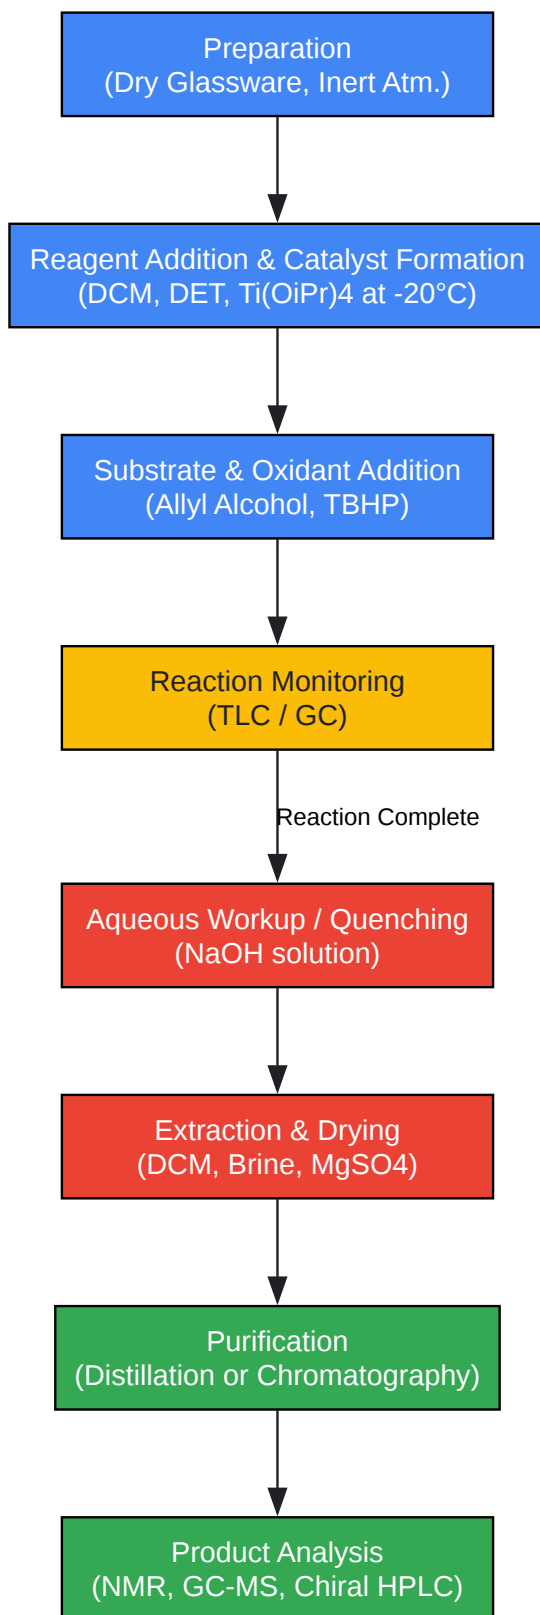 Preparation
(Dry Glassware, Inert Atm.)
Reagent Addition & Catalyst Formation
(DCM, DET, Ti(OiPr)4 at -20°C)
Substrate & Oxidant Addition
(Allyl Alcohol, TBHP)
Reaction Monitoring
(TLC / GC)
Reaction Complete
Aqueous Workup / Quenching
(NaOH solution)
Extraction & Drying
(DCM, Brine, MgSO4)
Purification
(Distillation or Chromatography)
Product Analysis
(NMR, GC-MS, Chiral HPLC)